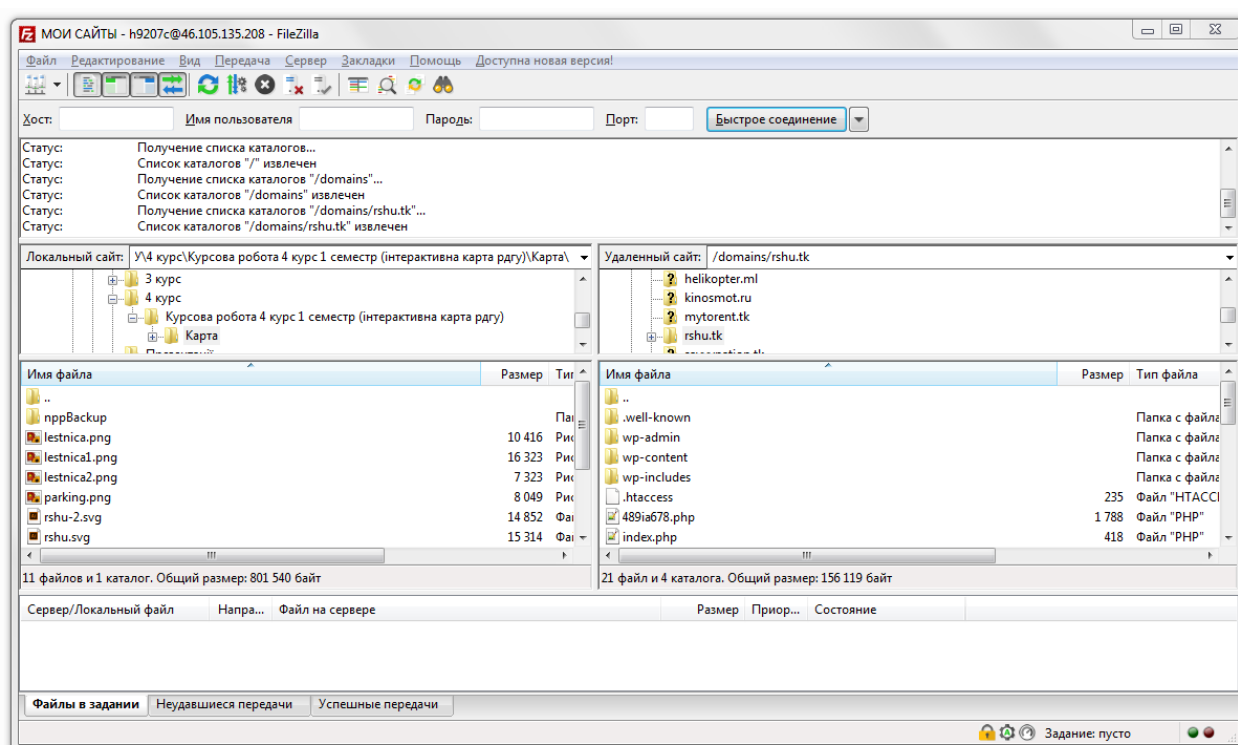 МОИ САЙТЫ - h9207c@46.105.135.208 - FileZilla
Файл Редактирование Вид Передача Сервер Закладки Помощь Доступна новая версия!
Хост: Имя пользователя Пароль: Порт: Быстрое соединение
Статус: Получение списка каталогов...
Статус: Список каталогов "/" извлечен
Статус: Получение списка каталогов "/domains"...
Статус: Список каталогов "/domains" извлечен
Статус: Получение списка каталогов "/domains/rshu.tk"...
Статус: Список каталогов "/domains/rshu.tk" извлечен
Локальный сайт: У\4 курс\Курсова робота 4 курс 1 семестр (інтерактивна карта рдгу)\Карта\
3 курс
4 курс
Курсова робота 4 курс 1 семестр (інтерактивна карта рдгу)
Карта
Удаленный сайт: /domains/rshu.tk
helikopter.ml
kinosmot.ru
mytorent.tk
rshu.tk
Имя файла Размер Тип
..
nppBackup Пап
lestnica.png 10 416 Рис
lestnica1.png 16 323 Рис
lestnica2.png 7 323 Рис
parking.png 8 049 Рис
rshu-2.svg 14 852 Фай
rshu.svg 15 314 Фай
11 файлов и 1 каталог. Общий размер: 801 540 байт
Имя файла Размер Тип файла
..
.well-known Папка с файла
wp-admin Папка с файла
wp-content Папка с файла
wp-includes Папка с файла
.htaccess 235 Файл "HTACCE
489ia678.php 1 788 Файл "PHP"
index.php 418 Файл "PHP"
21 файл и 4 каталога. Общий размер: 156 119 байт
Сервер/Локальный файл Напра... Файл на сервере Размер Приор... Состояние
Файлы в задании Неудавшиеся передачи Успешные передачи
Задание: пусто